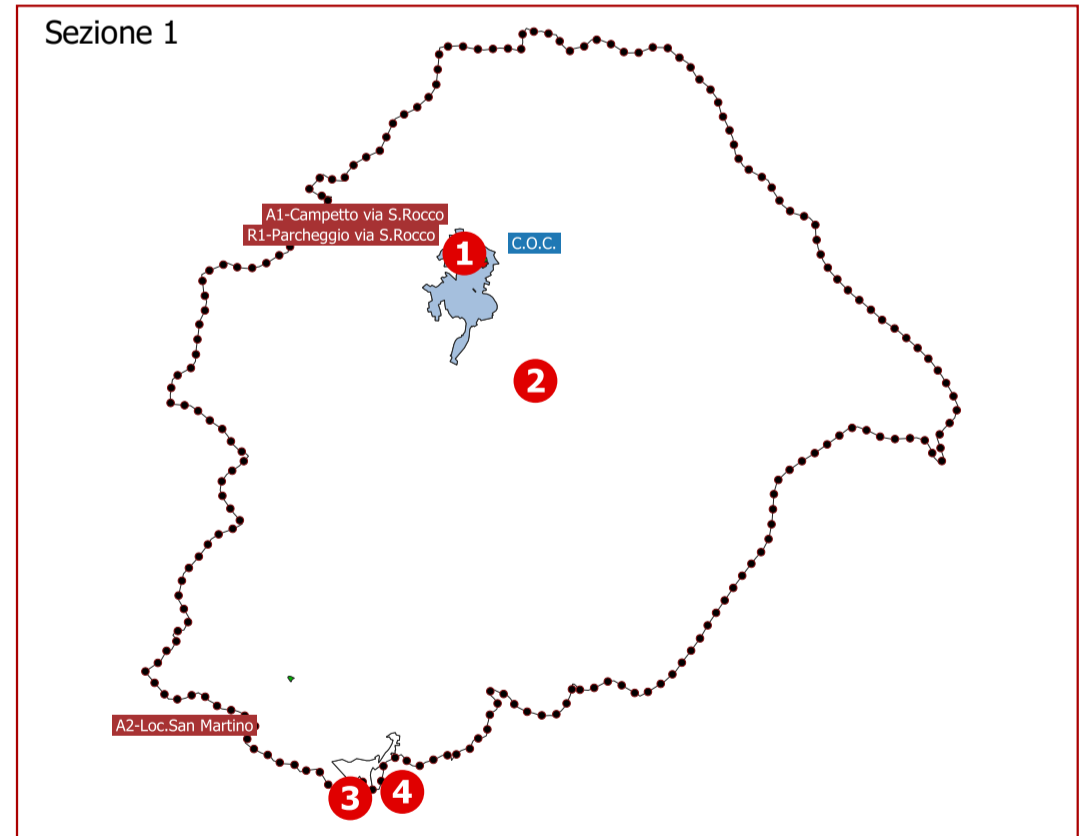 Sezione 1
A1-Campetto via S.Rocco
R1-Parcheggio via S.Rocco
1
C.O.C.
2
A2-Loc.San Martino
3
4